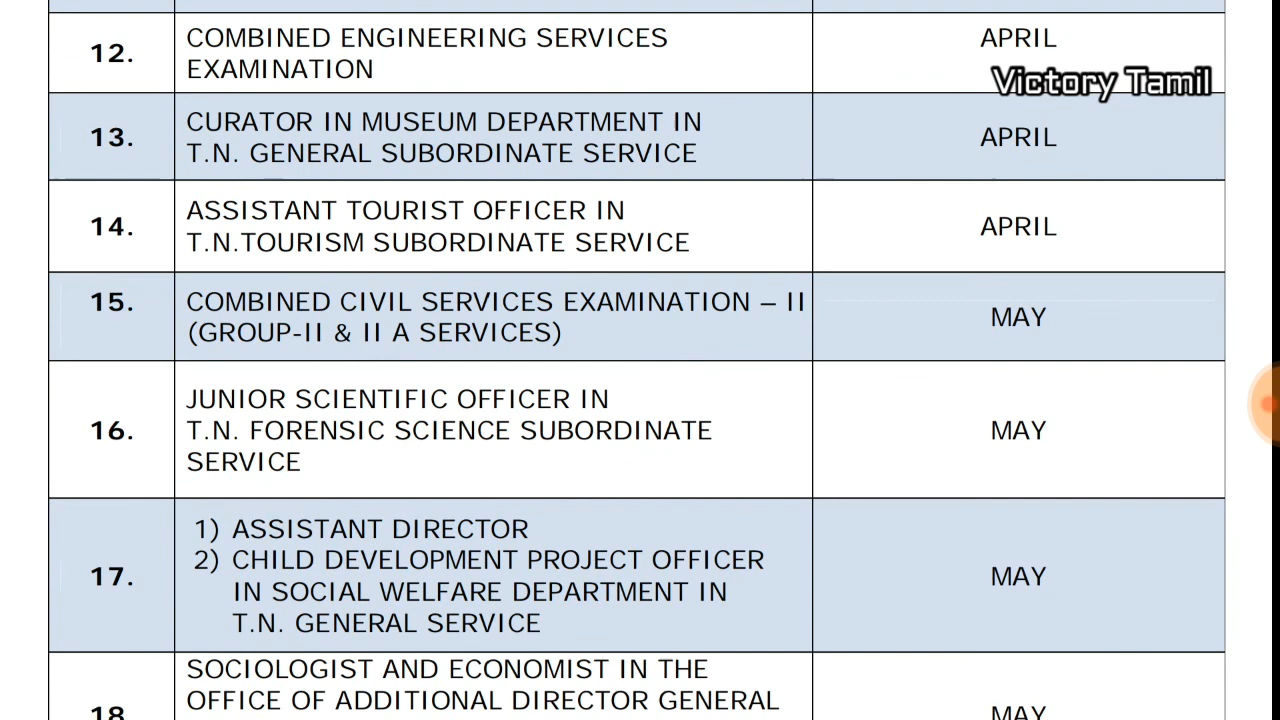 12.
COMBINED ENGINEERING SERVICES
EXAMINATION
APRIL
Victory Tamil
13.
CURATOR IN MUSEUM DEPARTMENT IN
T.N. GENERAL SUBORDINATE SERVICE
APRIL
14.
ASSISTANT TOURIST OFFICER IN
T.N.TOURISM SUBORDINATE SERVICE
APRIL
15.
COMBINED CIVIL SERVICES EXAMINATION – II
(GROUP-II & II A SERVICES)
MAY
16.
JUNIOR SCIENTIFIC OFFICER IN
T.N. FORENSIC SCIENCE SUBORDINATE
SERVICE
MAY
17.
1) ASSISTANT DIRECTOR
2) CHILD DEVELOPMENT PROJECT OFFICER
IN SOCIAL WELFARE DEPARTMENT IN
T.N. GENERAL SERVICE
MAY
18
SOCIOLOGIST AND ECONOMIST IN THE
OFFICE OF ADDITIONAL DIRECTOR GENERAL
MAY